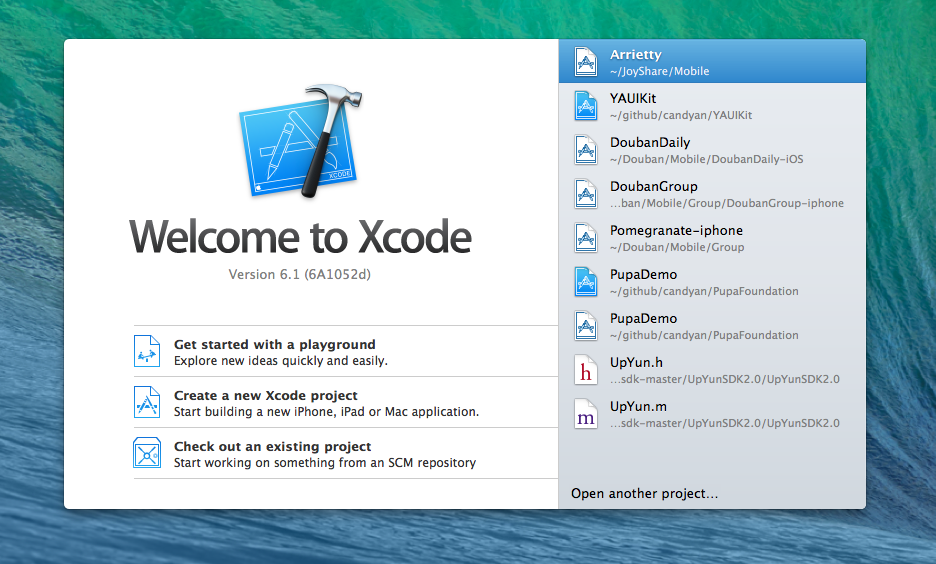 XCODE
Welcome to Xcode
Version 6.1 (6A1052d)
Get started with a playground
Explore new ideas quickly and easily.
Create a new Xcode project
Start building a new iPhone, iPad or Mac application.
Check out an existing project
Start working on something from an SCM repository
Arrietty
~/JoyShare/Mobile
YAUIKit
~/github/candyan/YAUIKit
DoubanDaily
~/Douban/Mobile/DoubanDaily-iOS
DoubanGroup
...ban/Mobile/Group/DoubanGroup-iphone
Pomegranate-iphone
~/Douban/Mobile/Group
PupaDemo
~/github/candyan/PupaFoundation
PupaDemo
~/github/candyan/PupaFoundation
h
UpYun.h
...sdk-master/UpYunSDK2.0/UpYunSDK2.0
m
UpYun.m
...sdk-master/UpYunSDK2.0/UpYunSDK2.0
Open another project...